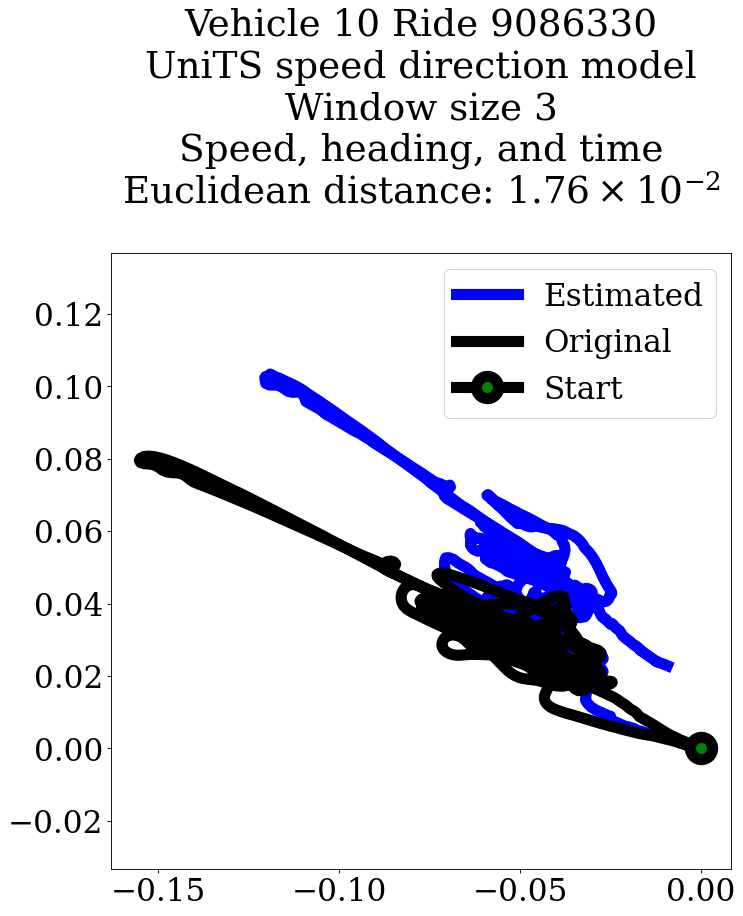 Vehicle 10 Ride 9086330
UniTS speed direction model
Window size 3
Speed, heading, and time
Euclidean distance: 1.76 × 10⁻²
Estimated
Original
Start
0.12
0.10
0.08
0.06
0.04
0.02
0.00
−0.02
−0.15 −0.10 −0.05 0.00